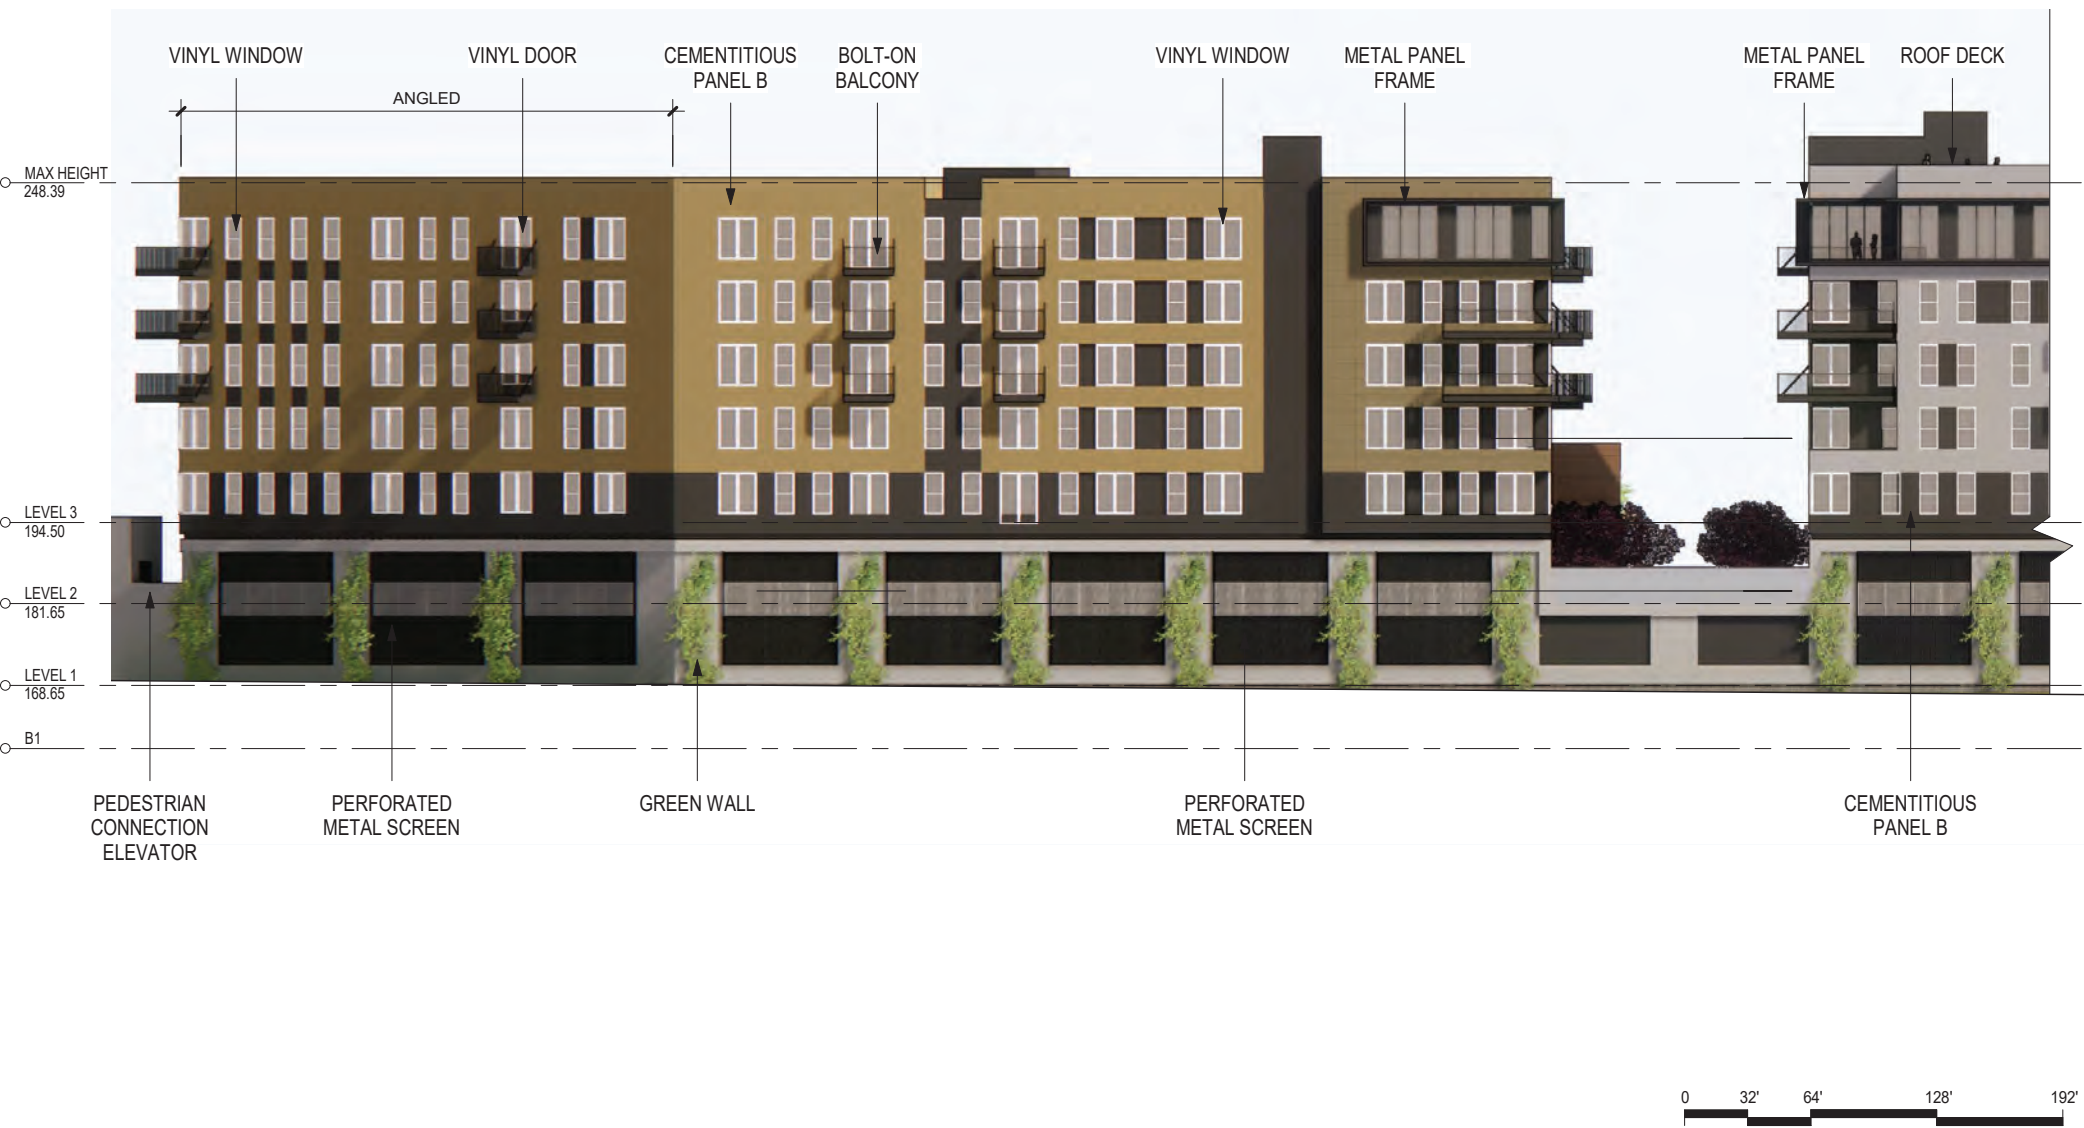 VINYL WINDOW
VINYL DOOR
CEMENTITIOUS
PANEL B
BOLT-ON
BALCONY
VINYL WINDOW
METAL PANEL
FRAME
METAL PANEL
FRAME
ROOF DECK
ANGLED
MAX HEIGHT
248.39
LEVEL 3
194.50
LEVEL 2
181.65
LEVEL 1
168.65
B1
PEDESTRIAN
CONNECTION
ELEVATOR
PERFORATED
METAL SCREEN
GREEN WALL
PERFORATED
METAL SCREEN
CEMENTITIOUS
PANEL B
0 32' 64' 128' 192'